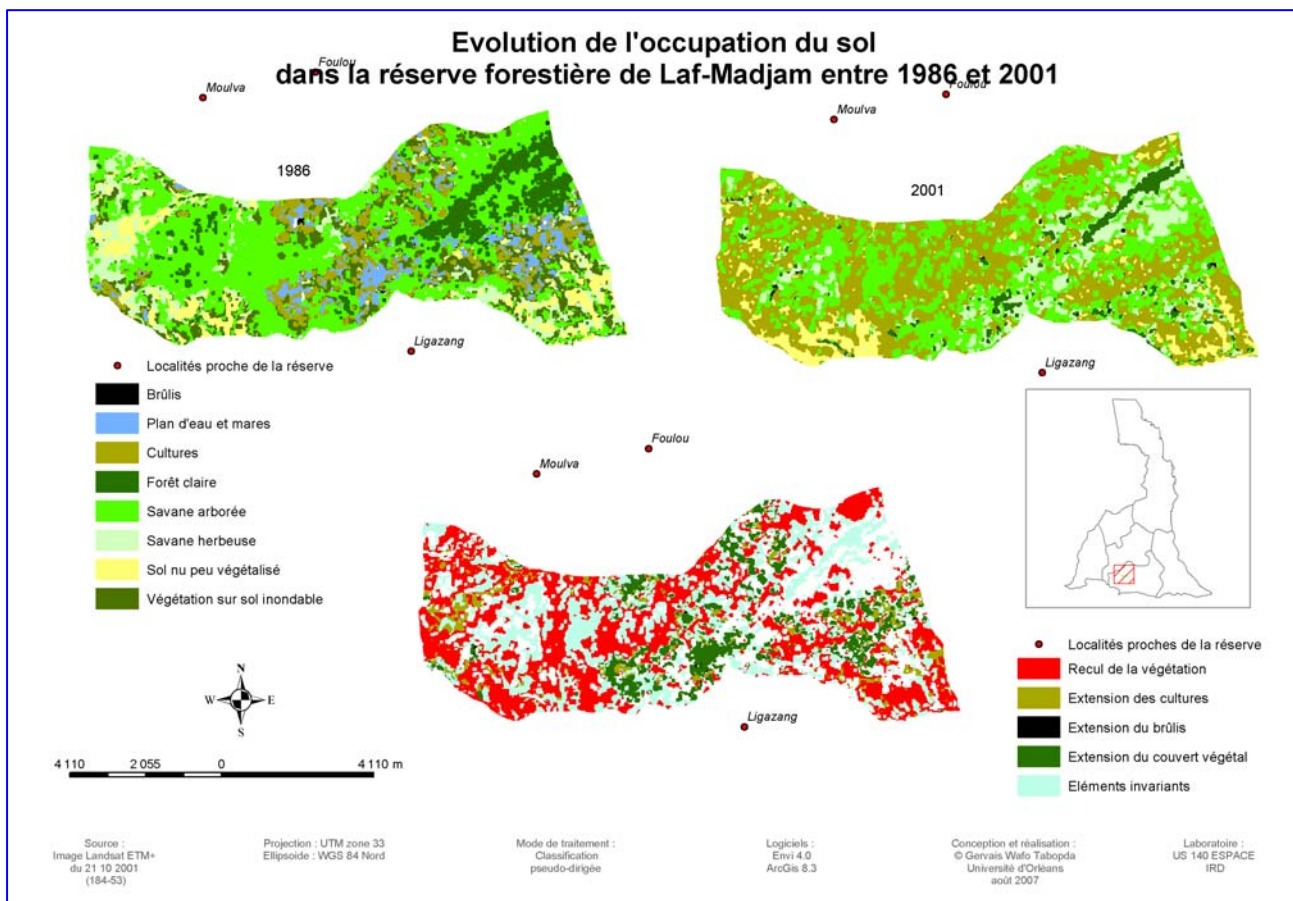 Evolution de l'occupation du sol
dans la réserve forestière de Laf-Madjam entre 1986 et 2001
Foulou
Moulva
1986
Ligazang
Foulou
Moulva
2001
Ligazang
Localités proche de la réserve
Brûlis
Plan d'eau et mares
Cultures
Forêt claire
Savane arborée
Savane herbeuse
Sol nu peu végétalisé
Végétation sur sol inondable
Foulou
Moulva
Ligazang
Localités proches de la réserve
Recul de la végétation
Extension des cultures
Extension du brûlis
Extension du couvert végétal
Eléments invariants
N
W E
S
4 110 2 055 0 4 110 m
Source :
Image Landsat ETM+
du 21 10 2001
(184-53)
Projection : UTM zone 33
Ellipsoide : WGS 84 Nord
Mode de traitement :
Classification
pseudo-dirigée
Logiciels :
Envi 4.0
ArcGis 8.3
Conception et réalisation :
© Gervais Wafo Tabopda
Université d'Orléans
août 2007
Laboratoire :
US 140 ESPACE
IRD